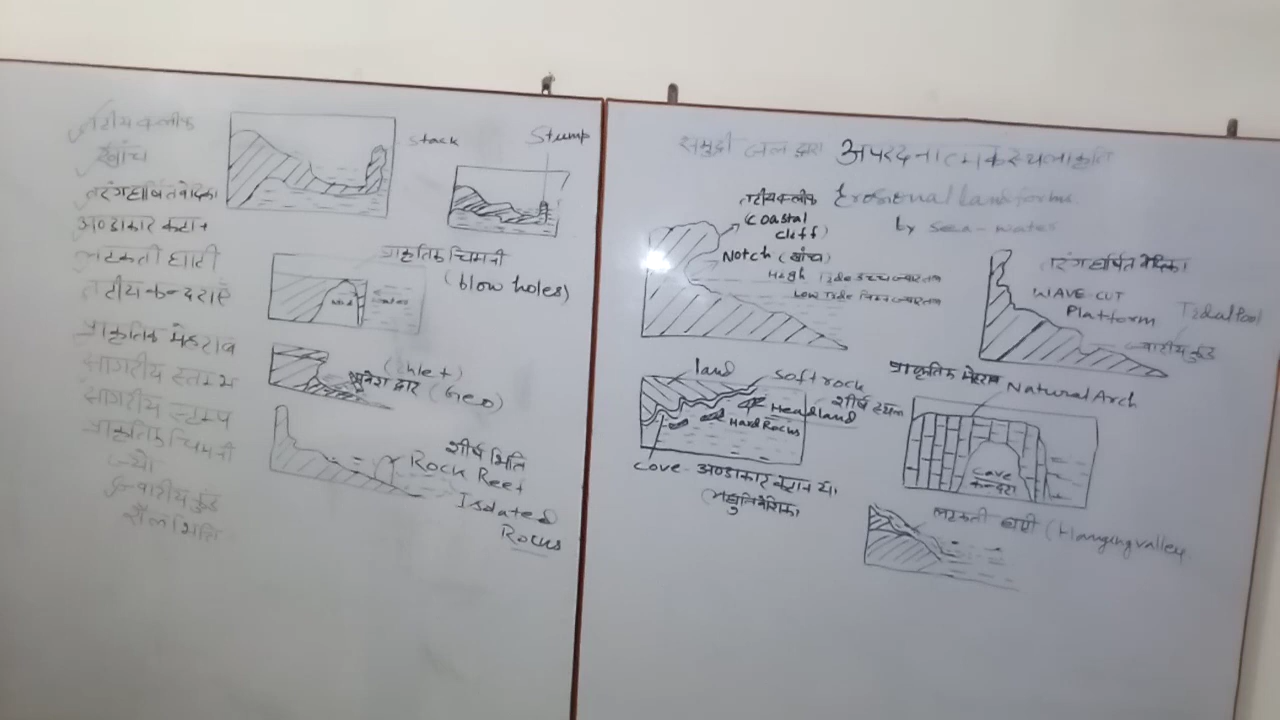 तटीय क्लीफ
खांच
तरंगघर्षित वेदिका
अण्डाकार कटान
लटकती घाटी
तटीय कन्दराएँ
प्राकृतिक मेहराब
सागरीय स्तम्भ
सागरीय स्टम्प
प्राकृतिक चिमनी
ज्यो
ज्वारीय कुंड
शैल भित्ति
Stack
Stump
प्राकृतिक चिमनी
(blow holes)
(Inlet)
द्वार (Geo)
शीर्ष भित्ति
Rock Reef
Isolated
Rocks
समुद्री जल द्वारा अपरदनात्मक स्थलाकृति
Erosional landforms
by sea-water
तटीय क्लीफ
(Coastal
Cliff)
Notch (खांच)
High Tide उच्च ज्वारतल
Low Tide निम्न ज्वारतल
तरंगघर्षित वेदिका
WAVE CUT
Platform
Tidal Pool
ज्वारीय कुंड
land
Soft rock
शीर्ष स्थल
Headland
Hard Rocks
Cove - अण्डाकार कटान या
प्राकृतिक मेहराब
Natural Arch
Cave
कन्दरा
लटकती घाटी (Hanging valley